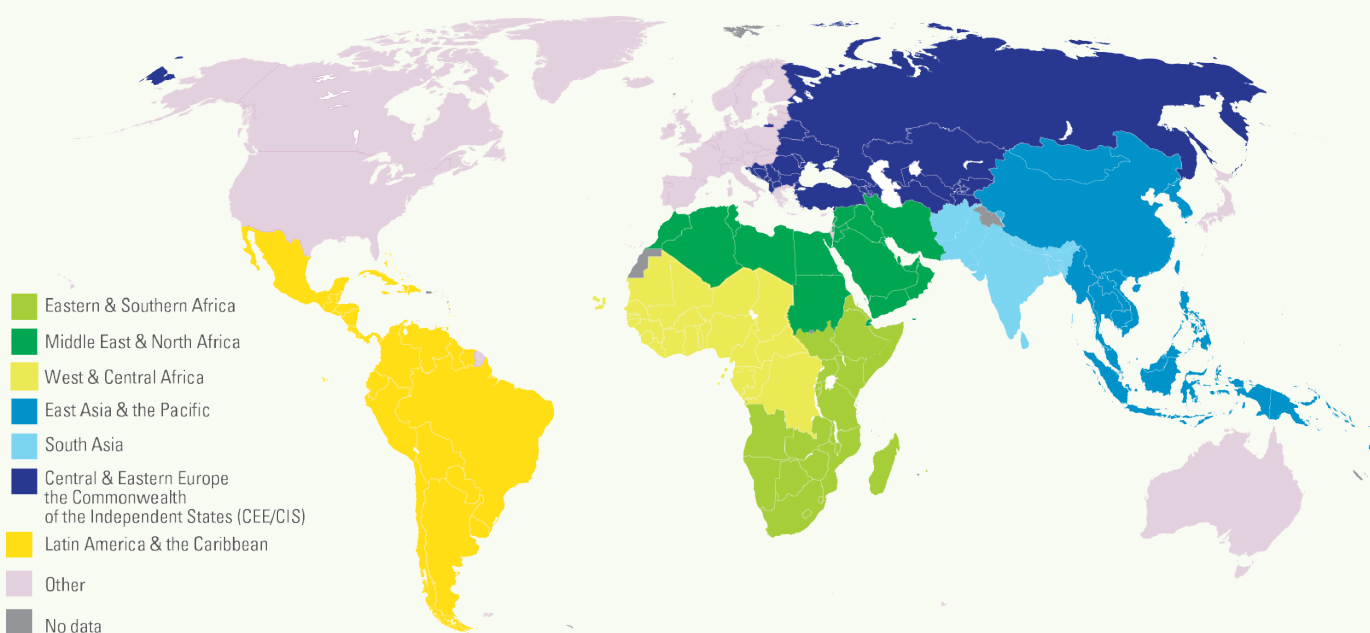 Eastern & Southern Africa
Middle East & North Africa
West & Central Africa
East Asia & the Pacific
South Asia
Central & Eastern Europe
the Commonwealth
of the Independent States (CEE/CIS)
Latin America & the Caribbean
Other
No data